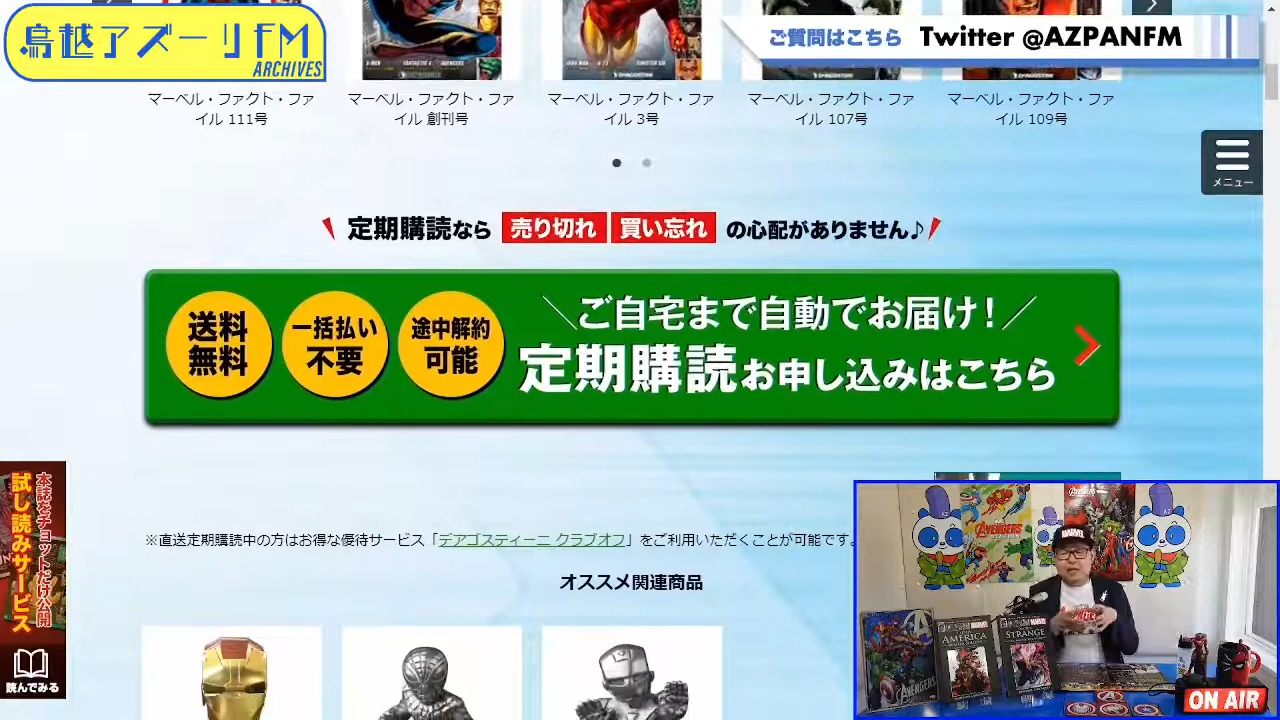 鳥越アズーリFM
ARCHIVES
ご質問はこちら Twitter @AZPANFM
マーベル・ファクト・ファイル 111号
マーベル・ファクト・ファイル 創刊号
マーベル・ファクト・ファイル 3号
マーベル・ファクト・ファイル 107号
マーベル・ファクト・ファイル 109号
メニュー
定期購読なら 売り切れ 買い忘れ の心配がありません♪
送料
無料
一括払い
不要
途中解約
可能
＼ご自宅まで自動でお届け！／
定期購読お申し込みはこちら
本誌をチョットだけ公開
試し読みサービス
読んでみる
※直送定期購読中の方はお得な優待サービス「デアゴスティーニ クラブオフ」をご利用いただくことが可能です。
オススメ関連商品
AVENGERS
MARVEL
AMERICA
STRANGE
AVENGERS
ON AIR